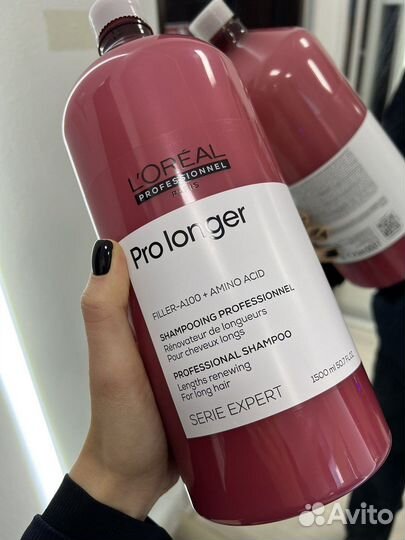 L'ORÉAL
PROFESSIONNEL
PARIS
Pro longer
FILLER-A100 + AMINO ACID
SHAMPOOING PROFESSIONNEL
Rénovateur de longueurs
Pour cheveux longs
PROFESSIONAL SHAMPOO
Lengths renewing
For long hair
SERIE EXPERT
1500 ml 50.7 FL.OZ
Avito